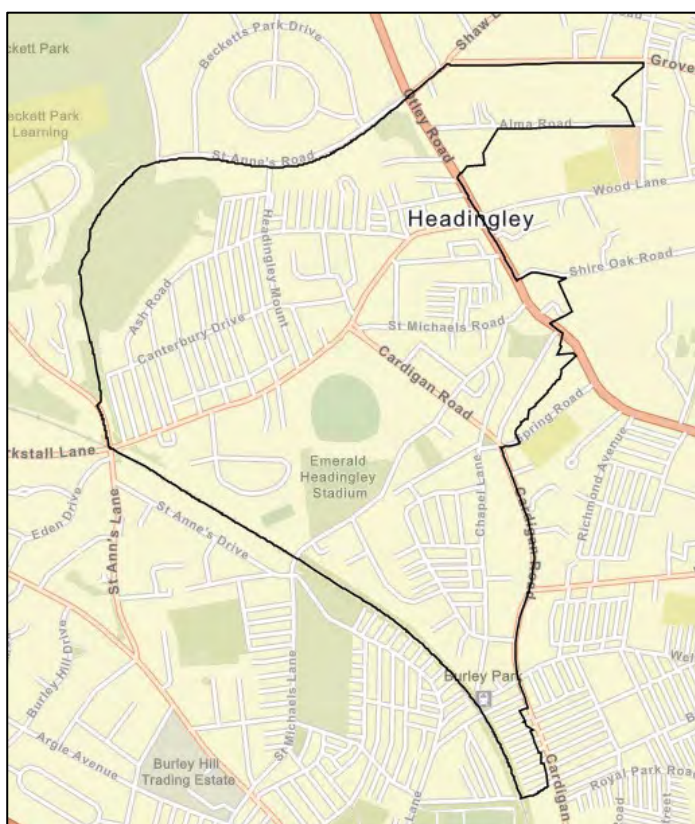 Beckett Park
Becketts Park Drive
Shaw
Grove
Beckett Park
Learning
Otley Road
Alma Road
St Anne's Road
Wood Lane
Headingley
Headingley Mount
Shire Oak Road
Ash Road
St Michaels Road
Canterbury Drive
Cardigan Road
Spring Road
rkstall Lane
Emerald
Headingley
Stadium
Chapel Lane
Richmond Avenue
Eden Drive
St Ann's Lane
St Anne's Drive
Cardigan Road
Burley Hill Drive
St Michaels Lane
Burley Park
Wel
Argie Avenue
Burley Hill
Trading Estate
Lane
Cardigan
Royal Park Road
Road
treet